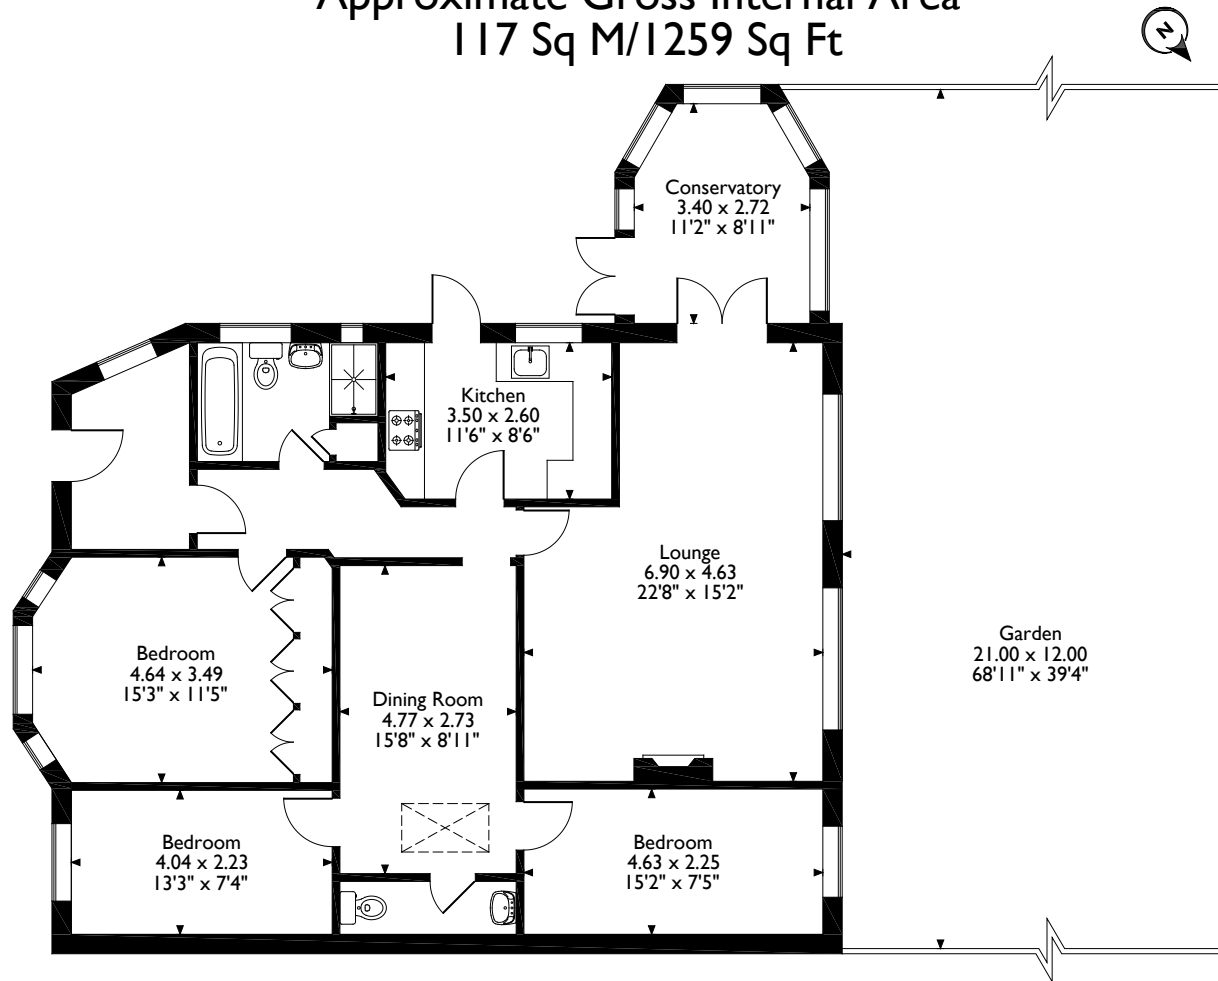 Approximate Gross Internal Area
117 Sq M/1259 Sq Ft
N
Conservatory
3.40 x 2.72
11'2" x 8'11"
Kitchen
3.50 x 2.60
11'6" x 8'6"
Lounge
6.90 x 4.63
22'8" x 15'2"
Garden
21.00 x 12.00
68'11" x 39'4"
Bedroom
4.64 x 3.49
15'3" x 11'5"
Dining Room
4.77 x 2.73
15'8" x 8'11"
Bedroom
4.04 x 2.23
13'3" x 7'4"
Bedroom
4.63 x 2.25
15'2" x 7'5"